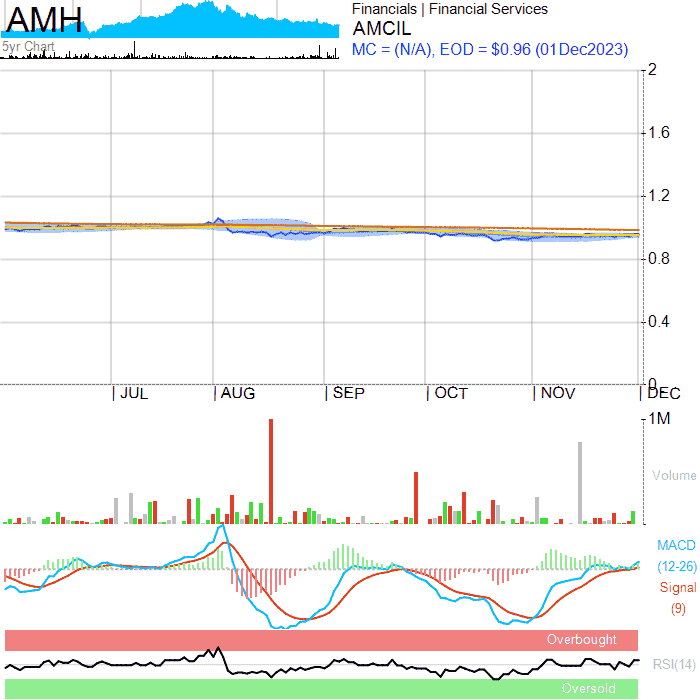 AMH
5yr Chart
Financials | Financial Services
AMCIL
MC = (N/A), EOD = $0.96 (01Dec2023)
2
1.6
1.2
0.8
0.4
0
| JUL | AUG | SEP | OCT | NOV | DEC
1M
Volume
MACD
(12-26)
Signal
(9)
Overbought
RSI(14)
Oversold